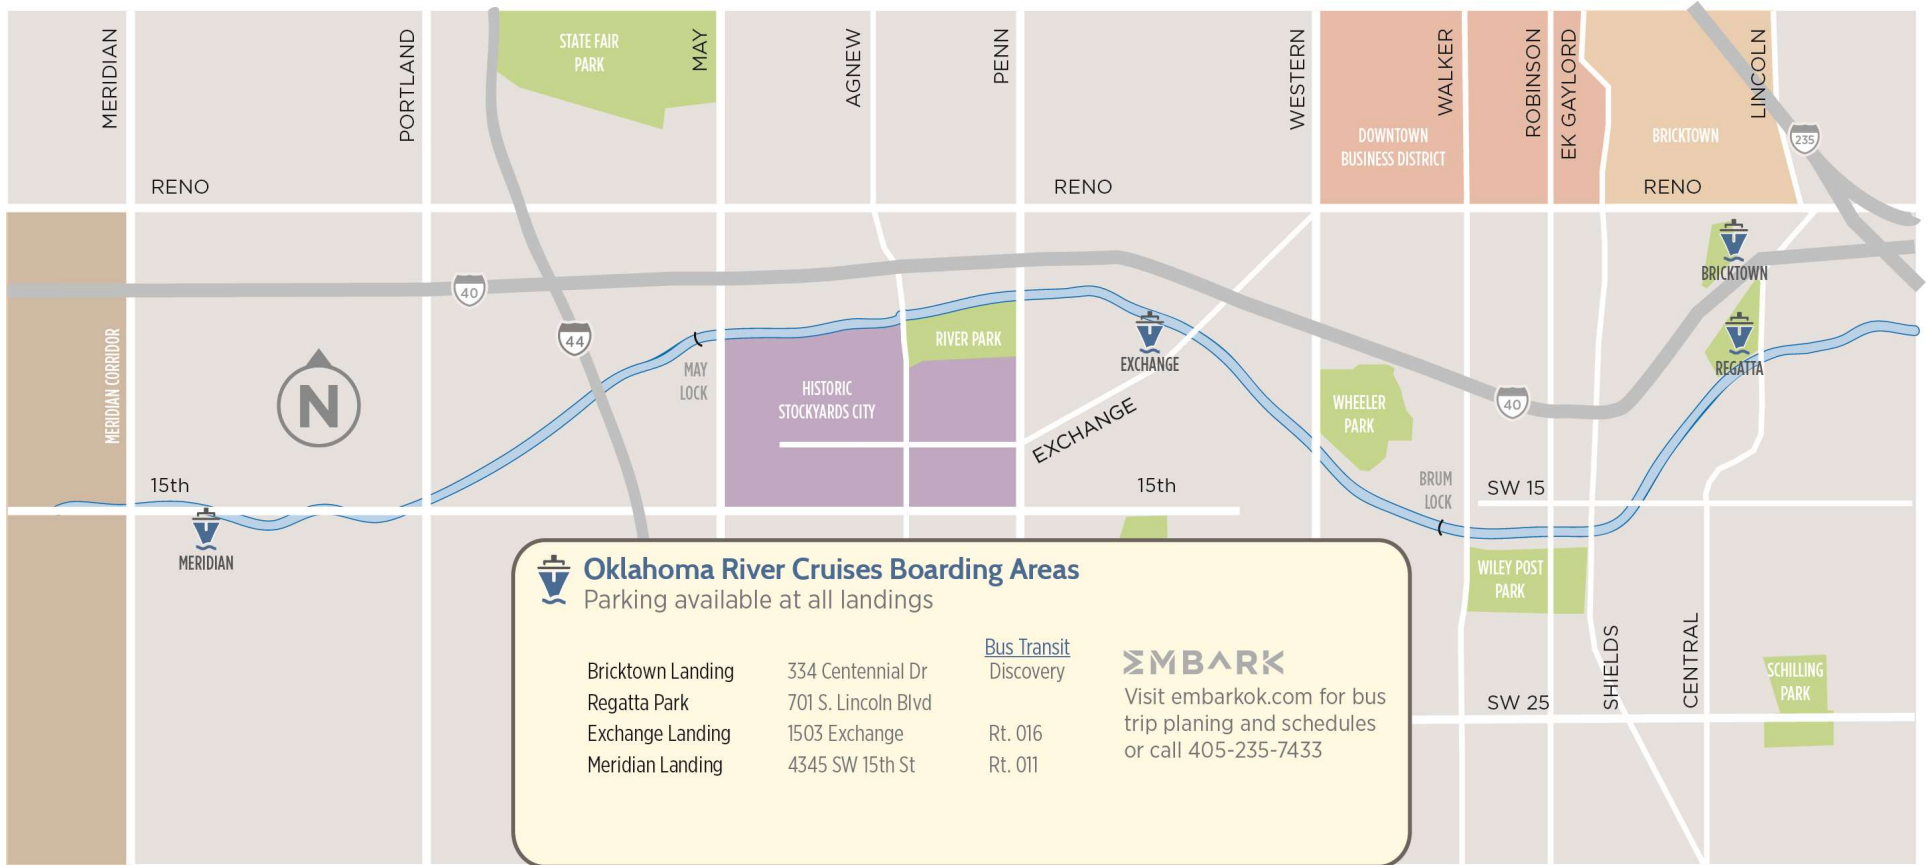 MERIDIAN
PORTLAND
STATE FAIR
PARK
MAY
AGNEW
PENN
WESTERN
WALKER
ROBINSON
EK GAYLORD
LINCOLN
DOWNTOWN
BUSINESS DISTRICT
BRICKTOWN
235
RENO
RENO
RENO
BRICKTOWN
40
44
MERIDIAN CORRIDOR
N
MAY
LOCK
RIVER PARK
EXCHANGE
REGATTA
HISTORIC
STOCKYARDS CITY
EXCHANGE
WHEELER
PARK
40
15th
15th
BRUM
LOCK
SW 15
MERIDIAN
WILEY POST
PARK
SHIELDS
CENTRAL
SCHILLING
PARK
SW 25
Oklahoma River Cruises Boarding Areas
Parking available at all landings
Bus Transit
Bricktown Landing 334 Centennial Dr Discovery
Regatta Park 701 S. Lincoln Blvd
Exchange Landing 1503 Exchange Rt. 016
Meridian Landing 4345 SW 15th St Rt. 011
EMBARK
Visit embarkok.com for bus
trip planing and schedules
or call 405-235-7433